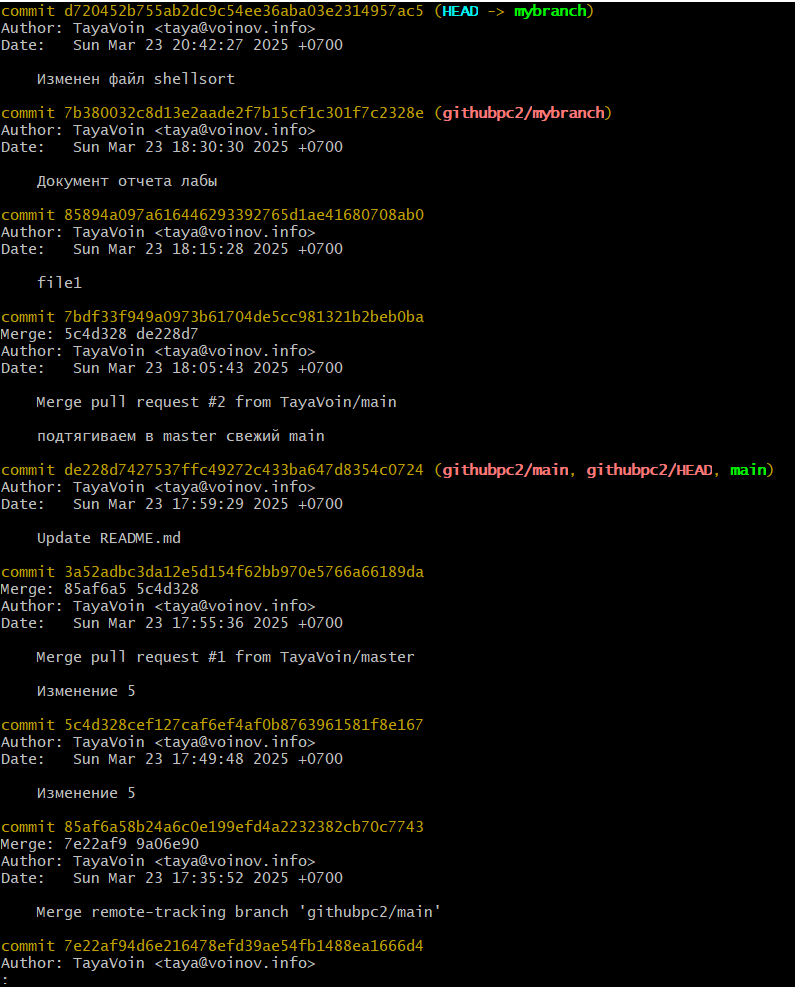 commit d720452b755ab2dc9c54ee36aba03e2314957ac5 (HEAD -> mybranch)
Author: TayaVoin <taya@voinov.info>
Date:   Sun Mar 23 20:42:27 2025 +0700

    Изменен файл shellsort

commit 7b380032c8d13e2aade2f7b15cf1c301f7c2328e (githubpc2/mybranch)
Author: TayaVoin <taya@voinov.info>
Date:   Sun Mar 23 18:30:30 2025 +0700

    Документ отчета лабы

commit 85894a097a616446293392765d1ae41680708ab0
Author: TayaVoin <taya@voinov.info>
Date:   Sun Mar 23 18:15:28 2025 +0700

    file1

commit 7bdf33f949a0973b61704de5cc981321b2beb0ba
Merge: 5c4d328 de228d7
Author: TayaVoin <taya@voinov.info>
Date:   Sun Mar 23 18:05:43 2025 +0700

    Merge pull request #2 from TayaVoin/main

    подтягиваем в master свежий main

commit de228d7427537ffc49272c433ba647d8354c0724 (githubpc2/main, githubpc2/HEAD, main)
Author: TayaVoin <taya@voinov.info>
Date:   Sun Mar 23 17:59:29 2025 +0700

    Update README.md

commit 3a52adbc3da12e5d154f62bb970e5766a66189da
Merge: 85af6a5 5c4d328
Author: TayaVoin <taya@voinov.info>
Date:   Sun Mar 23 17:55:36 2025 +0700

    Merge pull request #1 from TayaVoin/master

    Изменение 5

commit 5c4d328cef127caf6ef4af0b8763961581f8e167
Author: TayaVoin <taya@voinov.info>
Date:   Sun Mar 23 17:49:48 2025 +0700

    Изменение 5

commit 85af6a58b24a6c0e199efd4a2232382cb70c7743
Merge: 7e22af9 9a06e90
Author: TayaVoin <taya@voinov.info>
Date:   Sun Mar 23 17:35:52 2025 +0700

    Merge remote-tracking branch 'githubpc2/main'

commit 7e22af94d6e216478efd39ae54fb1488ea1666d4
Author: TayaVoin <taya@voinov.info>
: